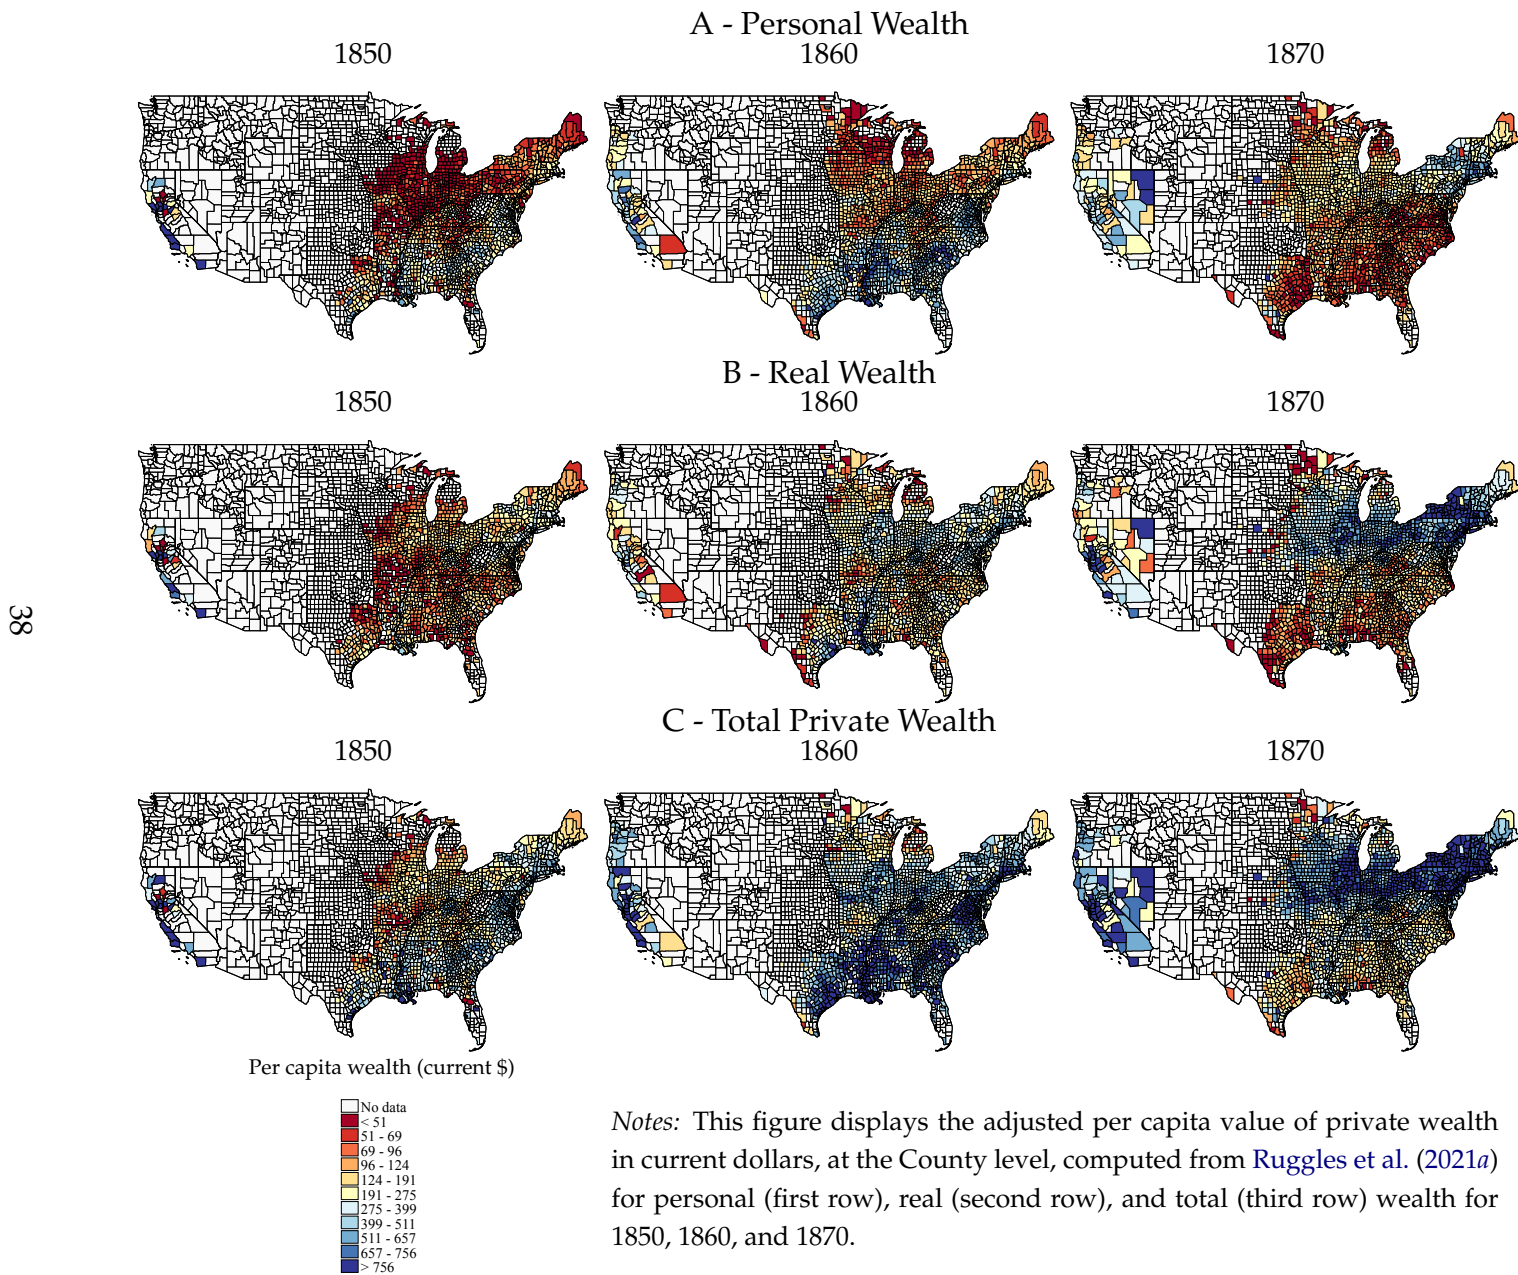 A - Personal Wealth
1850
1860
1870
B - Real Wealth
1850
1860
1870
C - Total Private Wealth
1850
1860
1870
38
Per capita wealth (current $)
No data
< 51
51 - 69
69 - 96
96 - 124
124 - 191
191 - 275
275 - 399
399 - 511
511 - 657
657 - 756
> 756
Notes: This figure displays the adjusted per capita value of private wealth
in current dollars, at the County level, computed from Ruggles et al. (2021a)
for personal (first row), real (second row), and total (third row) wealth for
1850, 1860, and 1870.